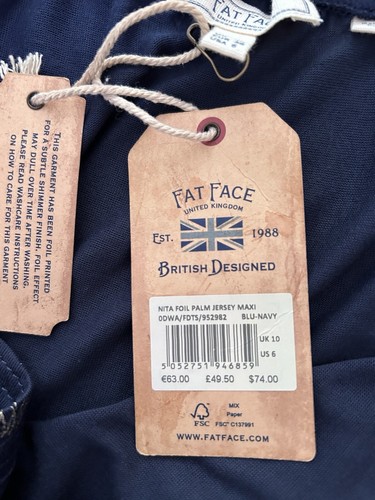 FAT FACE
THIS GARMENT HAS BEEN FOIL PRINTED
FOR A SUBTLE SHIMMER FINISH. FOIL EFFECT
MAY DULL OVER TIME AFTER WASHING.
PLEASE READ WASHCARE INSTRUCTIONS
ON HOW TO CARE FOR THIS GARMENT
FAT FACE
UNITED KINGDOM
EST. 1988
BRITISH DESIGNED
NITA FOIL PALM JERSEY MAXI
0DWA/FDTS/952982 BLU-NAVY
UK 10
US 6
5 052751 946859
€63.00 £49.50 $74.00
FSC
MIX
Paper
FSC® C137981
WWW.FATFACE.COM